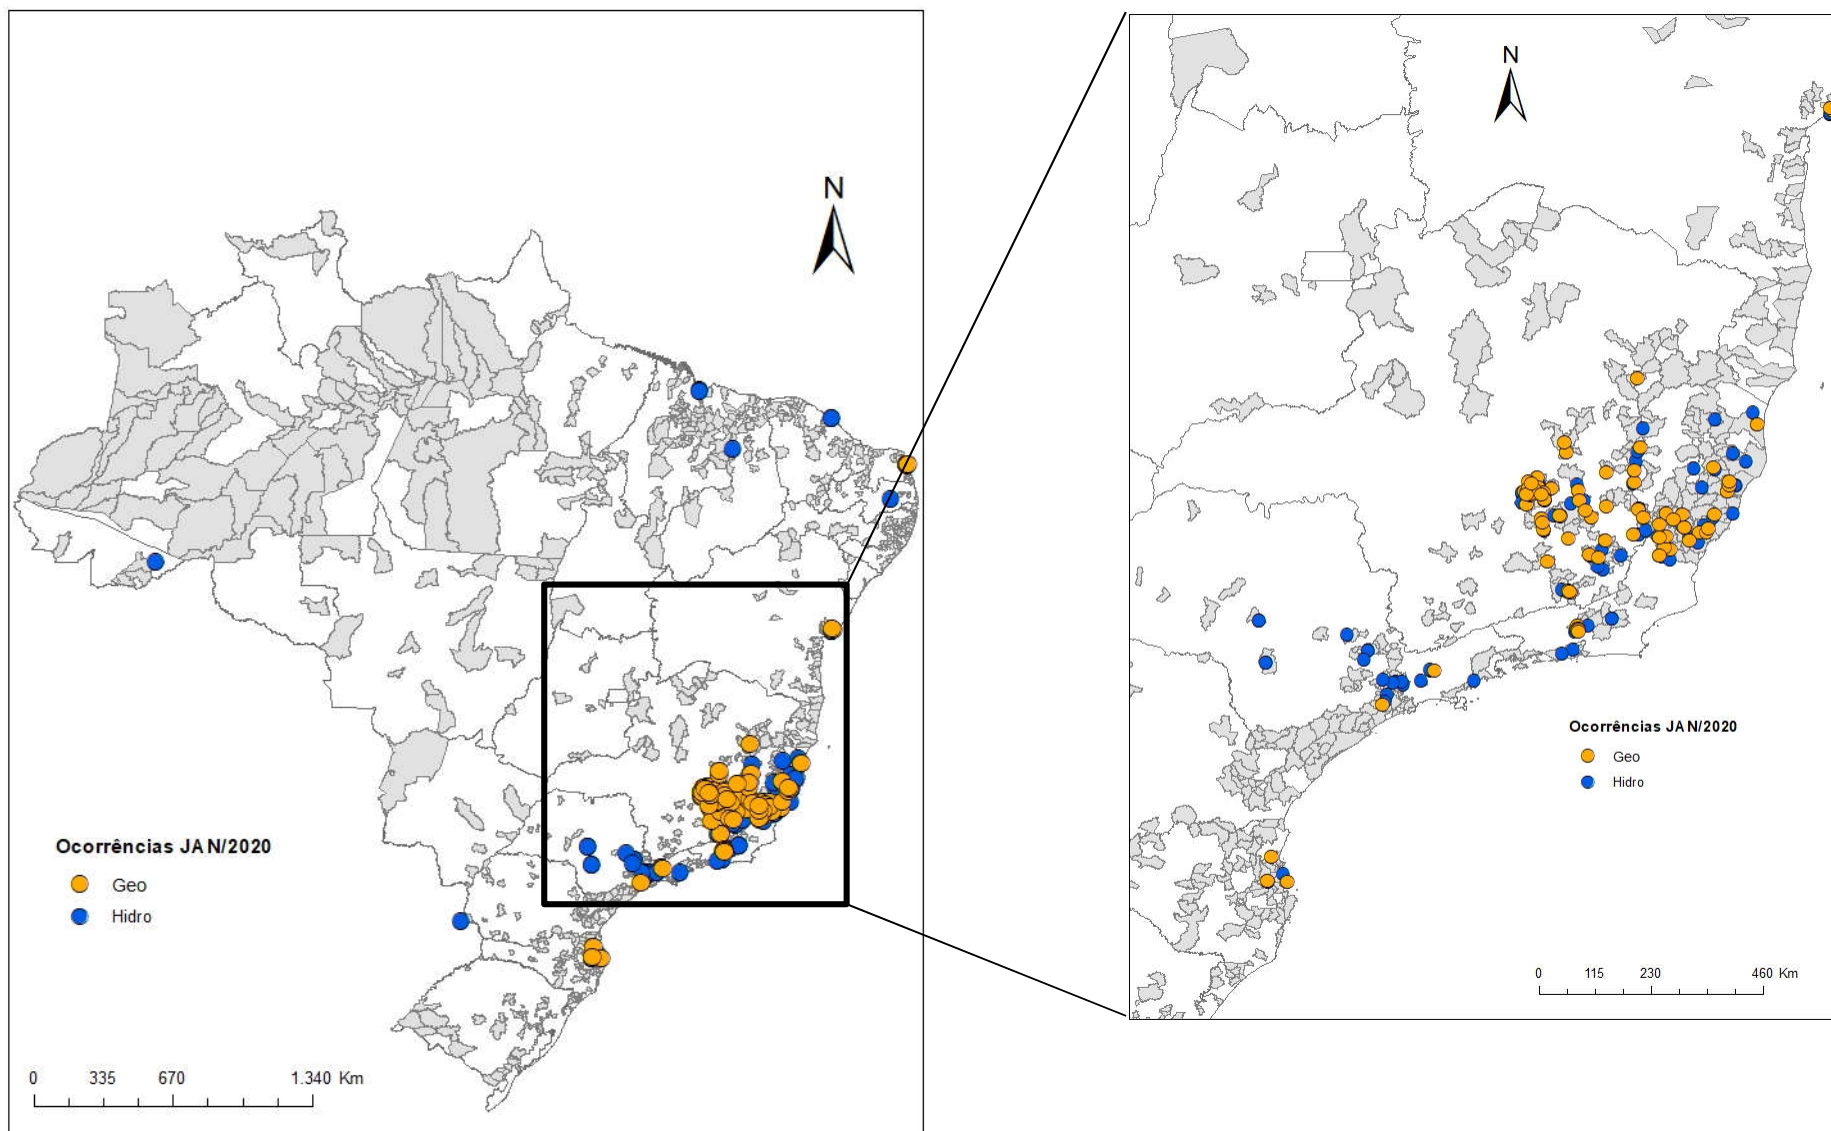 N
Ocorrências JAN/2020
Geo
Hidro
0 335 670 1.340 Km
N
Ocorrências JAN/2020
Geo
Hidro
0 115 230 460 Km